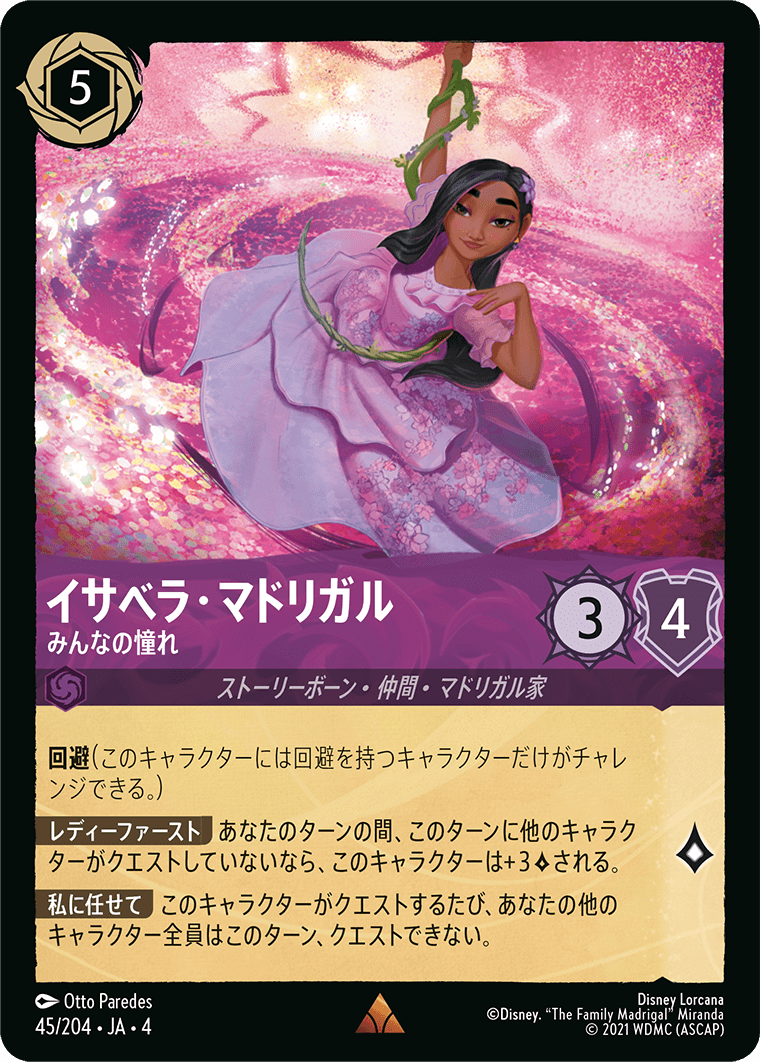 5
イサベラ・マドリガル
みんなの憧れ
3
4
ストーリーボーン・仲間・マドリガル家
回避(このキャラクターには回避を持つキャラクターだけがチャレ
ンジできる。)
レディーファースト あなたのターンの間、このターンに他のキャラク
ターがクエストしていないなら、このキャラクターは+3される。
私に任せて このキャラクターがクエストするたび、あなたの他の
キャラクター全員はこのターン、クエストできない。
Otto Paredes
45/204・JA・4
Disney Lorcana
©Disney. “The Family Madrigal” Miranda
© 2021 WDMC (ASCAP)